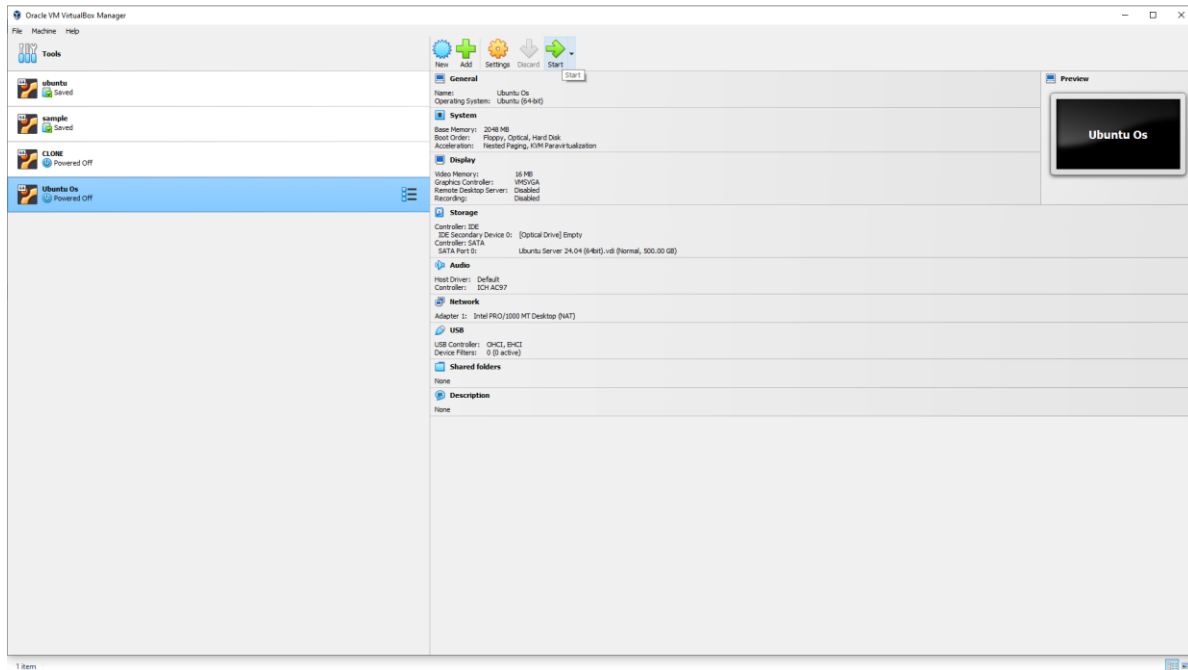 Oracle VM VirtualBox Manager
File Machine Help
Tools
ubuntu
Saved
sample
Saved
CLONE
Powered Off
Ubuntu Os
Powered Off
New Add Settings Discard Start
Start
General
Name: Ubuntu Os
Operating System: Ubuntu (64-bit)
System
Base Memory: 2048 MB
Boot Order: Floppy, Optical, Hard Disk
Acceleration: Nested Paging, KVM Paravirtualization
Display
Video Memory: 16 MB
Graphics Controller: VMSVGA
Remote Desktop Server: Disabled
Recording: Disabled
Storage
Controller: IDE
IDE Secondary Device 0: [Optical Drive] Empty
Controller: SATA
SATA Port 0: Ubuntu Server 24.04 (64bit).vdi (Normal, 500.00 GB)
Audio
Host Driver: Default
Controller: ICH AC97
Network
Adapter 1: Intel PRO/1000 MT Desktop (NAT)
USB
USB Controller: OHCI, EHCI
Device Filters: 0 (0 active)
Shared folders
None
Description
None
Preview
Ubuntu Os
1 item